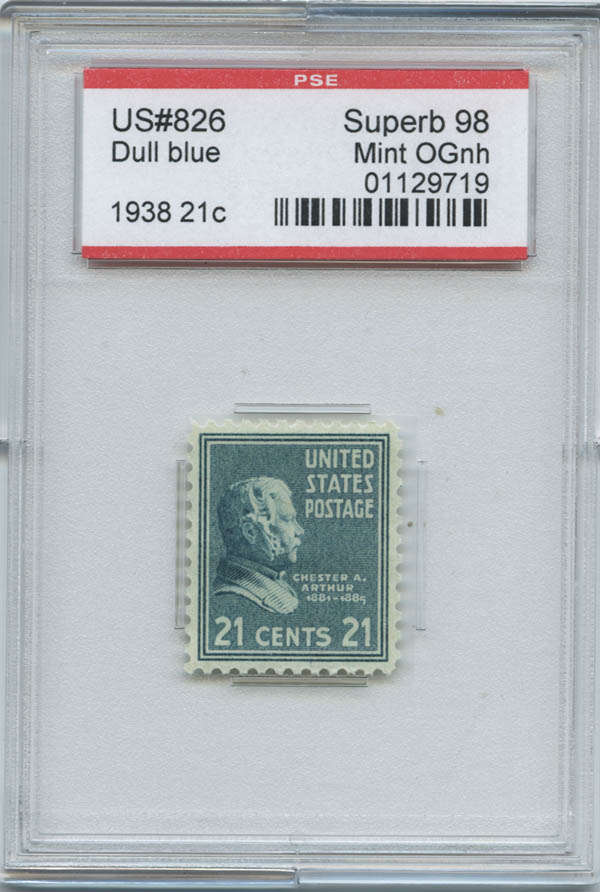 PSE
US#826 Superb 98
Dull blue Mint OGnh
01129719
1938 21c
UNITED
STATES
POSTAGE
CHESTER A.
ARTHUR
1881-1885
21 CENTS 21